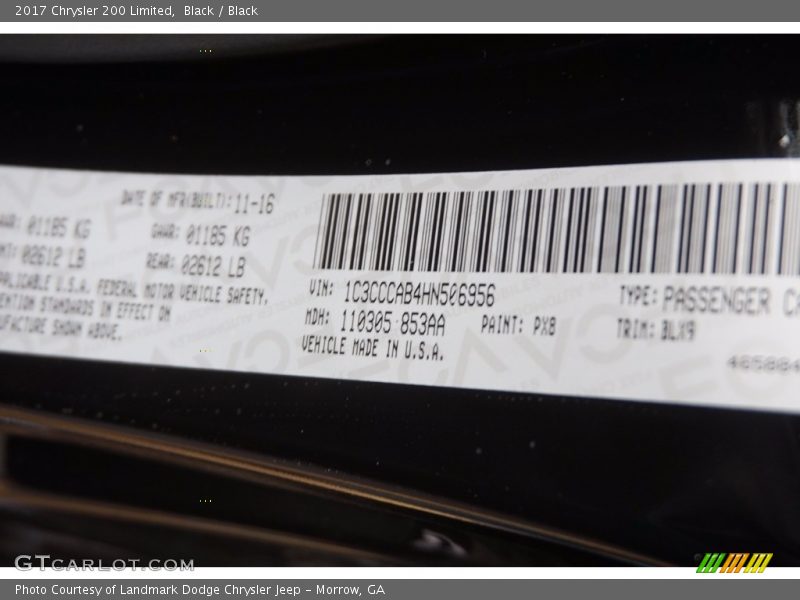 2017 Chrysler 200 Limited, Black / Black
DATE OF MFR(BUILT): 11-16
GAWR: 01185 KG
01185 KG
REAR: 02612 LB
02612 LB
U.S.A. FEDERAL MOTOR VEHICLE SAFETY,
STANDARDS IN EFFECT ON
SHOWN ABOVE.
VIN: 1C3CCCAB4HN506956
MDH: 110305 853AA PAINT: PX8
VEHICLE MADE IN U.S.A.
TYPE: PASSENGER
TRIM: BLX9
GTCARLOT.COM
Photo Courtesy of Landmark Dodge Chrysler Jeep – Morrow, GA